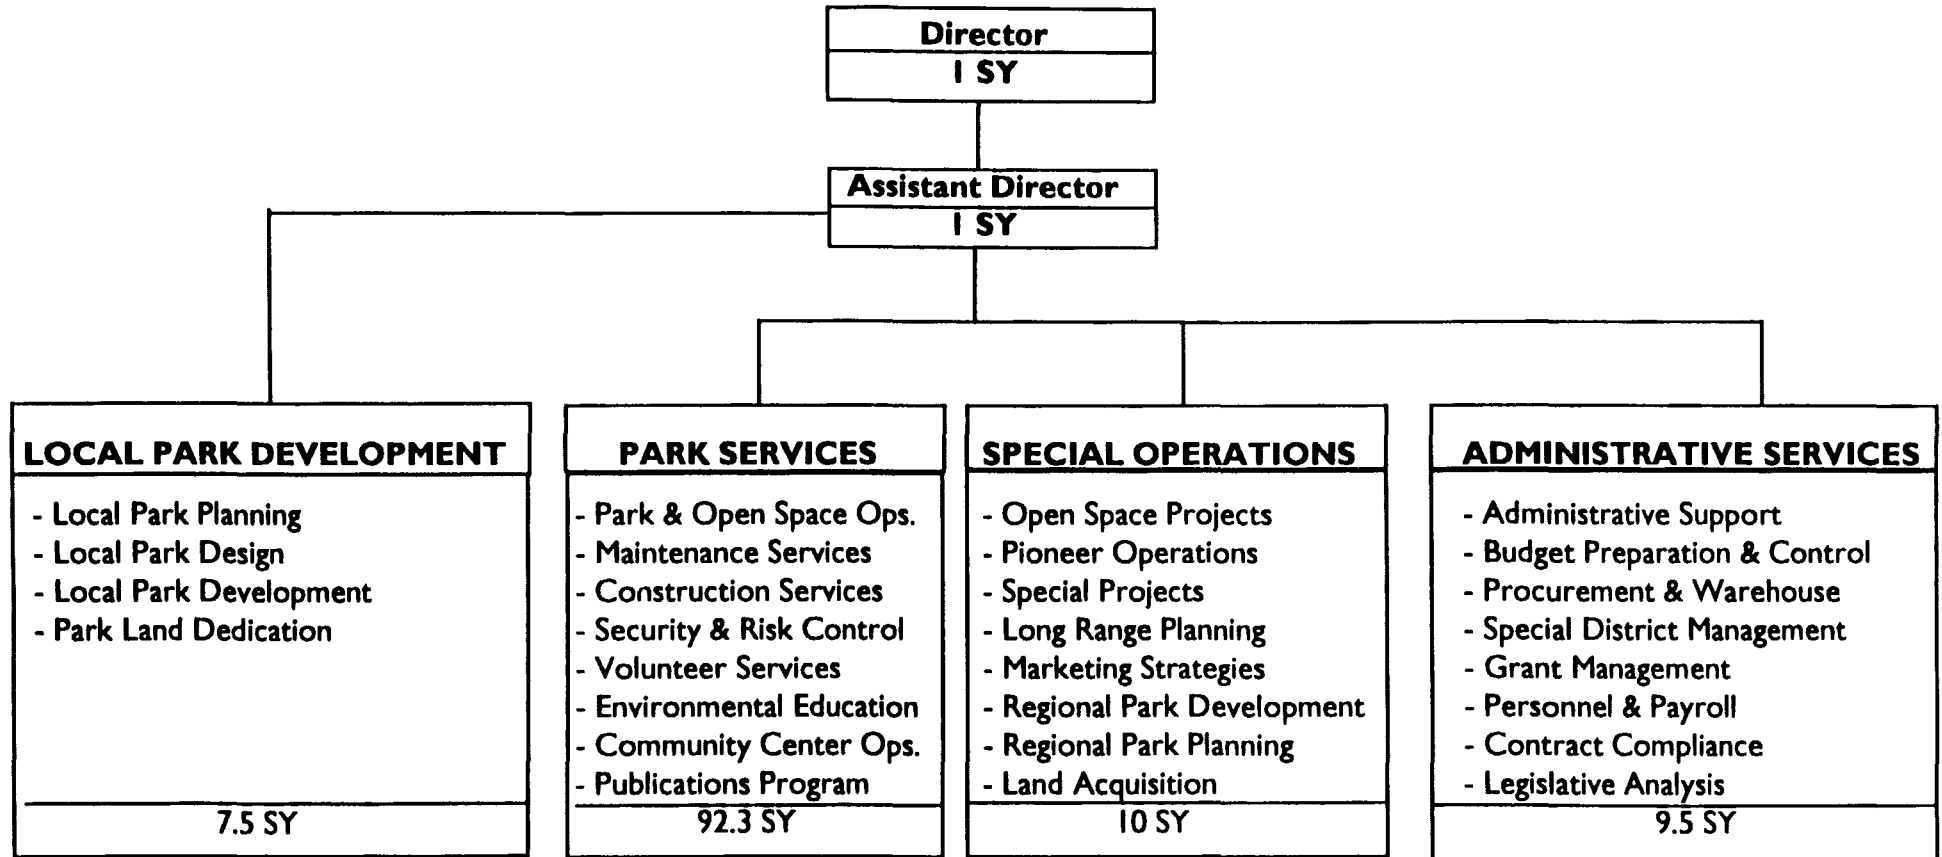 Director
1 SY
Assistant Director
1 SY
LOCAL PARK DEVELOPMENT
- Local Park Planning
- Local Park Design
- Local Park Development
- Park Land Dedication
7.5 SY
PARK SERVICES
- Park & Open Space Ops.
- Maintenance Services
- Construction Services
- Security & Risk Control
- Volunteer Services
- Environmental Education
- Community Center Ops.
- Publications Program
92.3 SY
SPECIAL OPERATIONS
- Open Space Projects
- Pioneer Operations
- Special Projects
- Long Range Planning
- Marketing Strategies
- Regional Park Development
- Regional Park Planning
- Land Acquisition
10 SY
ADMINISTRATIVE SERVICES
- Administrative Support
- Budget Preparation & Control
- Procurement & Warehouse
- Special District Management
- Grant Management
- Personnel & Payroll
- Contract Compliance
- Legislative Analysis
9.5 SY